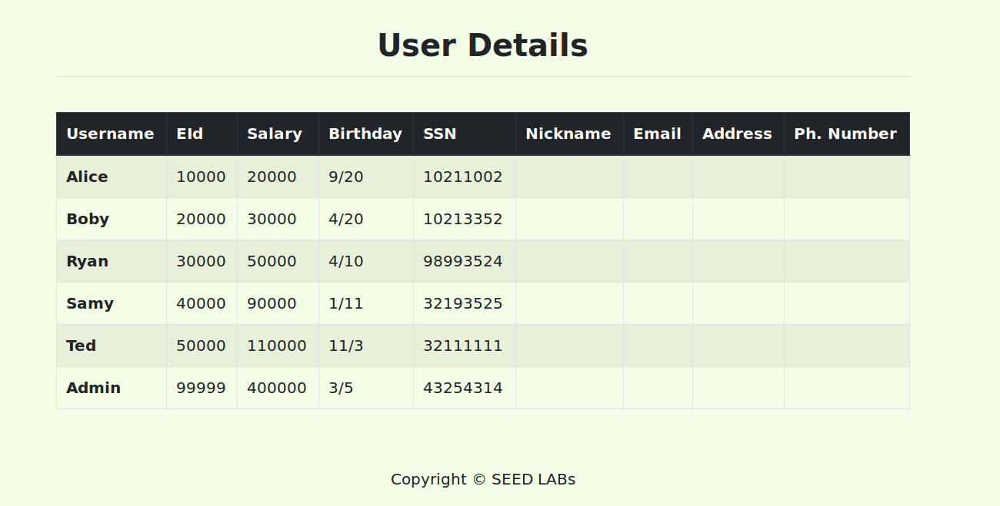 User Details
Username EId Salary Birthday SSN Nickname Email Address Ph. Number
Alice 10000 20000 9/20 10211002
Boby 20000 30000 4/20 10213352
Ryan 30000 50000 4/10 98993524
Samy 40000 90000 1/11 32193525
Ted 50000 110000 11/3 32111111
Admin 99999 400000 3/5 43254314
Copyright © SEED LABs